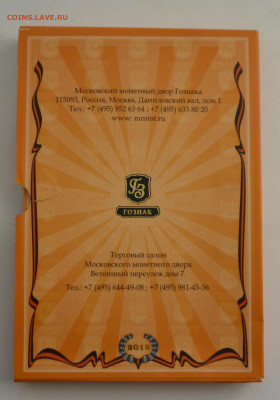 COINS.LAVE.RU
Московский монетный двор Гознака
115093, Россия, Москва, Даниловский вал, дом 1
Тел.: +7 (495) 952 63 64 ; +7 (495) 633 80 20
www: mmint.ru
ГЗ
ГОЗНАК
Торговый салон
Московского монетного двора
Ветошный переулок дом 7.
Тел.: +7 (495) 644-49-08 ; +7 (495) 981-43-36
2015